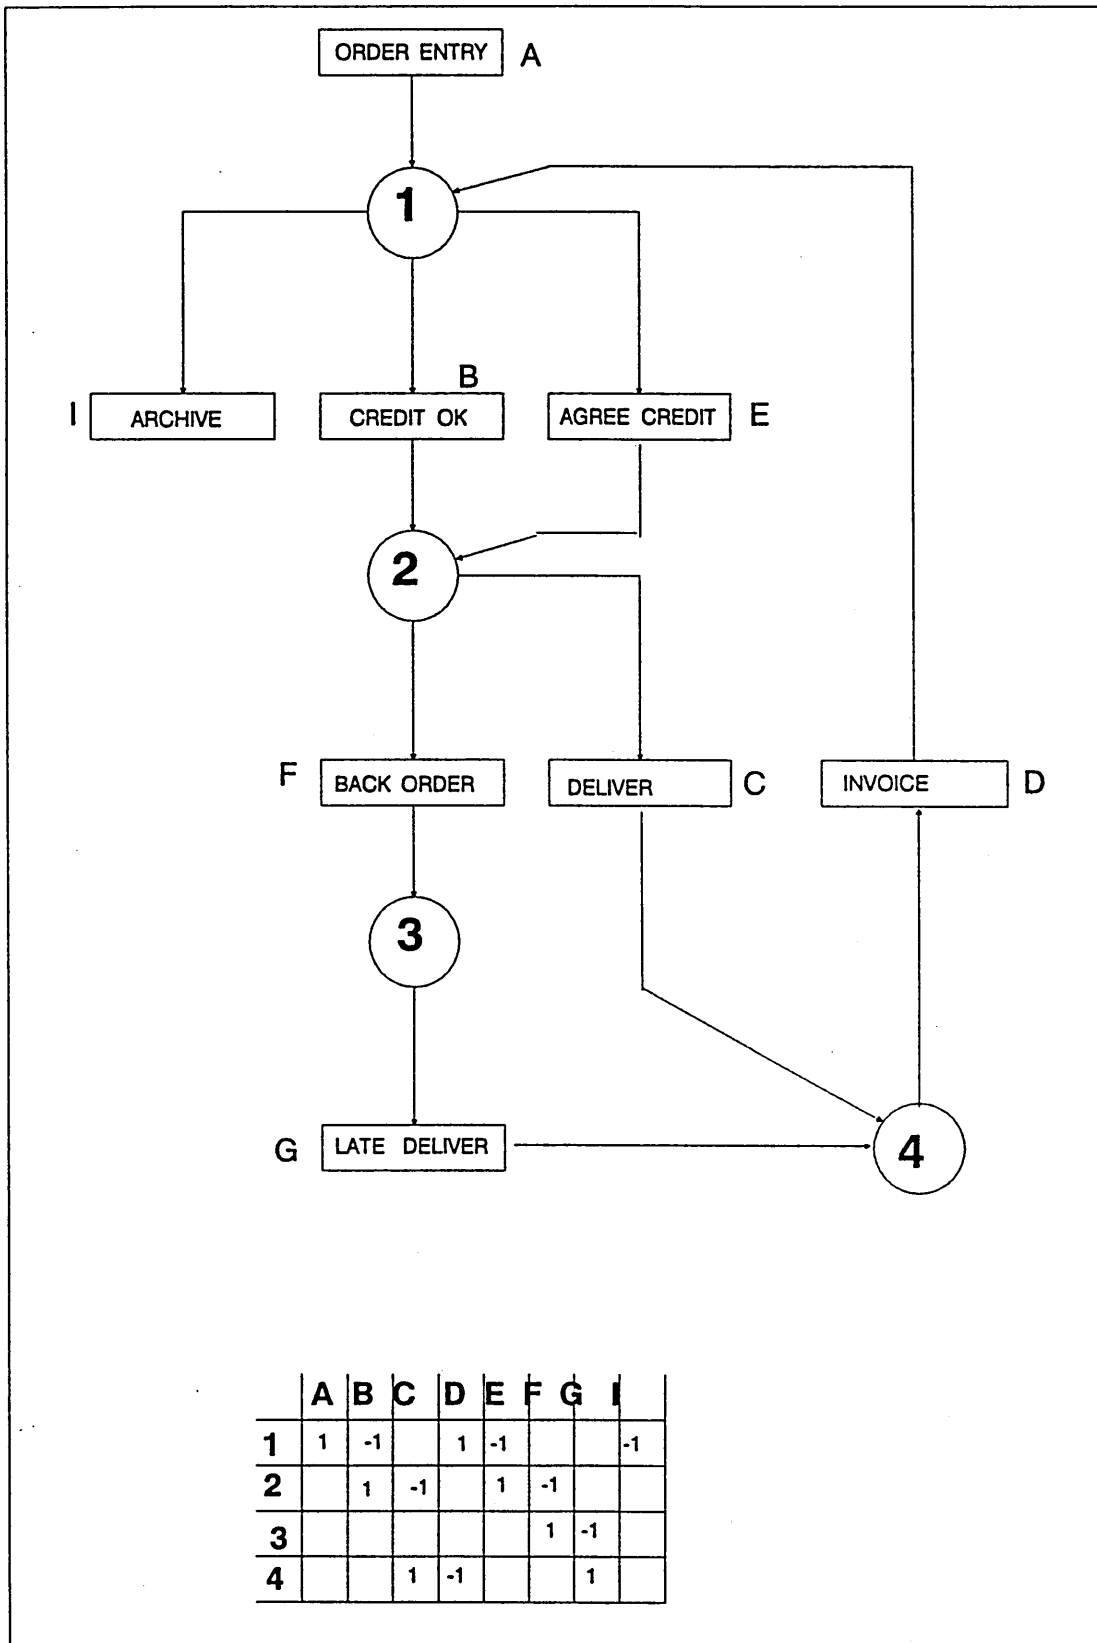 ORDER ENTRY A
1
B
I ARCHIVE CREDIT OK AGREE CREDIT E
2
F BACK ORDER DELIVER C INVOICE D
3
G LATE DELIVER 4
A B C D E F G I
1 1 -1 1 -1 -1
2 1 -1 1 -1
3 1 -1
4 1 -1 1